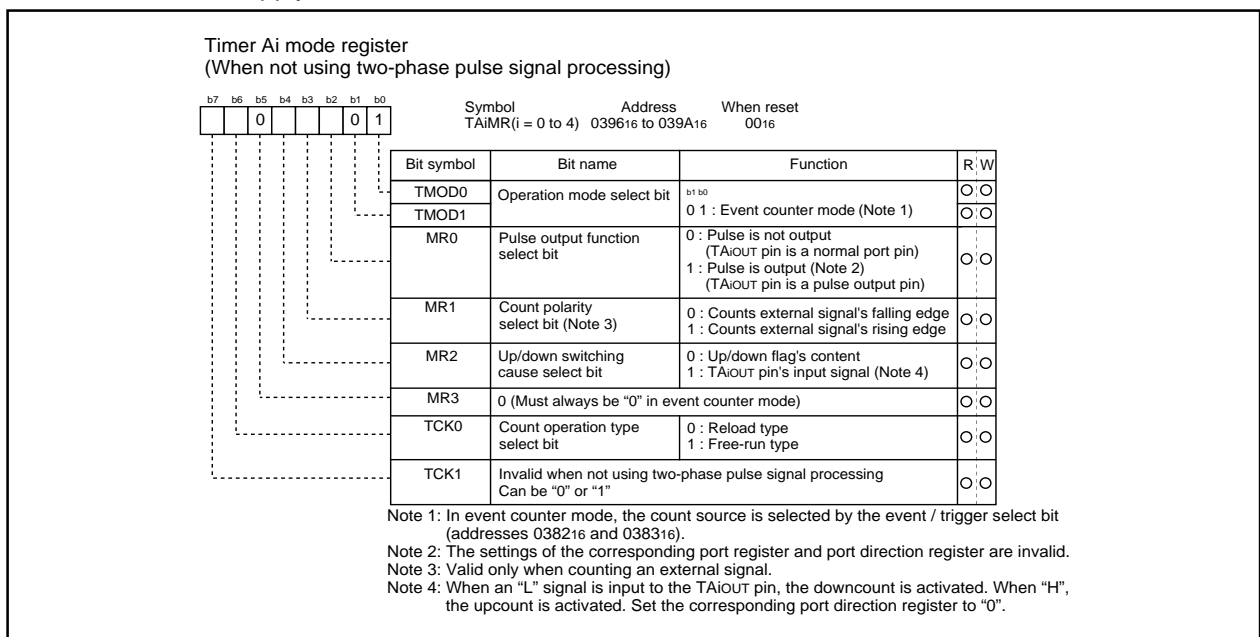 Timer Ai mode register
(When not using two-phase pulse signal processing)
b7 b6 b5 b4 b3 b2 b1 b0
0 0 1
Symbol Address When reset
TAiMR(i = 0 to 4) 039616 to 039A16 0016
Bit symbol Bit name Function R W
TMOD0 Operation mode select bit b1 b0
TMOD1 0 1 : Event counter mode (Note 1)
MR0 Pulse output function 0 : Pulse is not output
select bit (TAiOUT pin is a normal port pin)
1 : Pulse is output (Note 2)
(TAiOUT pin is a pulse output pin)
MR1 Count polarity 0 : Counts external signal's falling edge
select bit (Note 3) 1 : Counts external signal's rising edge
MR2 Up/down switching 0 : Up/down flag's content
cause select bit 1 : TAiOUT pin's input signal (Note 4)
MR3 0 (Must always be “0” in event counter mode)
TCK0 Count operation type 0 : Reload type
select bit 1 : Free-run type
TCK1 Invalid when not using two-phase pulse signal processing
Can be “0” or “1”
Note 1: In event counter mode, the count source is selected by the event / trigger select bit
(addresses 038216 and 038316).
Note 2: The settings of the corresponding port register and port direction register are invalid.
Note 3: Valid only when counting an external signal.
Note 4: When an “L” signal is input to the TAiOUT pin, the downcount is activated. When “H”,
the upcount is activated. Set the corresponding port direction register to “0”.